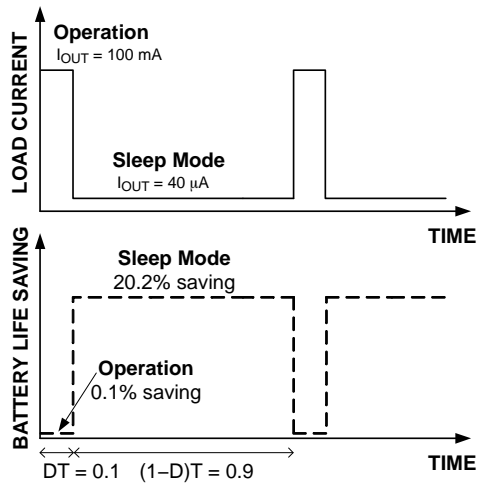 Operation
IOUT = 100 mA
LOAD CURRENT
Sleep Mode
IOUT = 40 μA
TIME
Sleep Mode
20.2% saving
BATTERY LIFE SAVING
Operation
0.1% saving
DT = 0.1 (1–D)T = 0.9
TIME